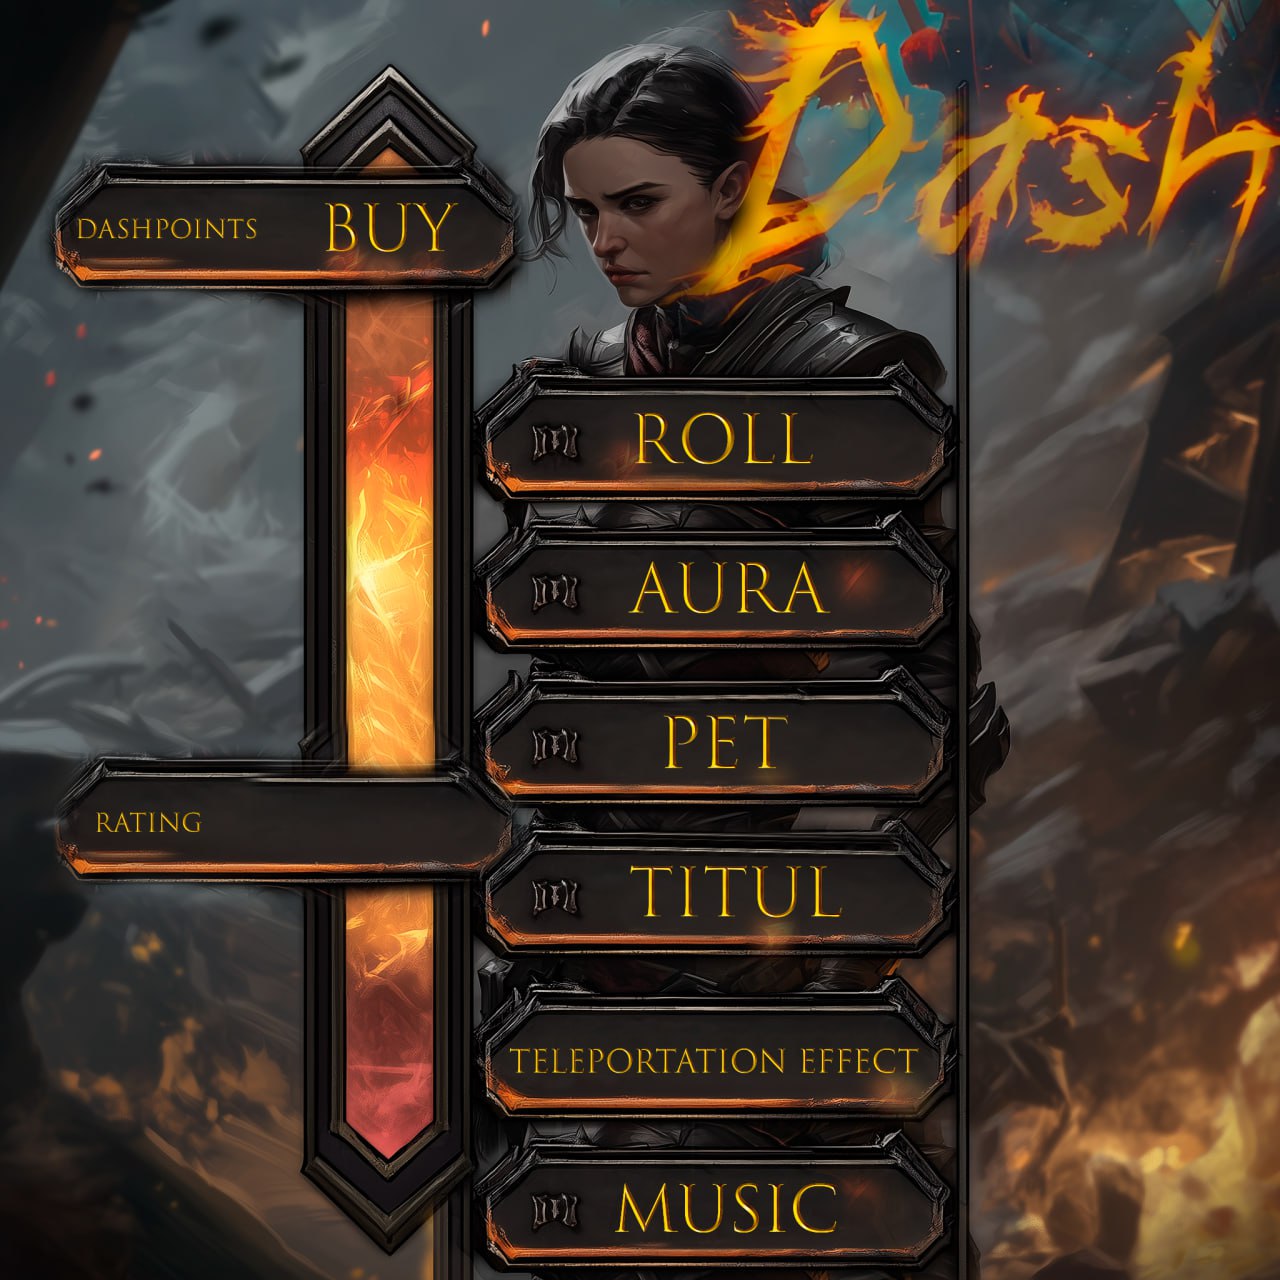 Dash
DASHPOINTS BUY
ROLL
AURA
PET
TITUL
RATING
TELEPORTATION EFFECT
MUSIC